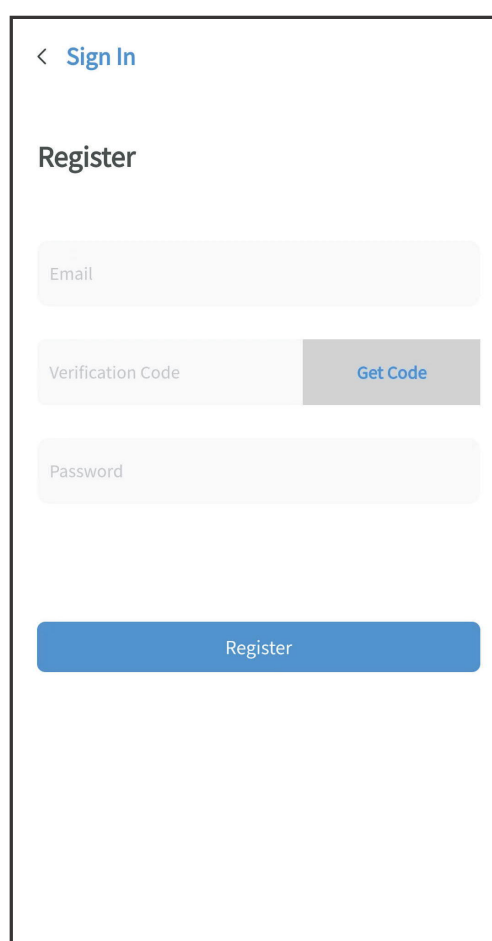 Sign In
Register
Email
Verification Code Get Code
Password
Register